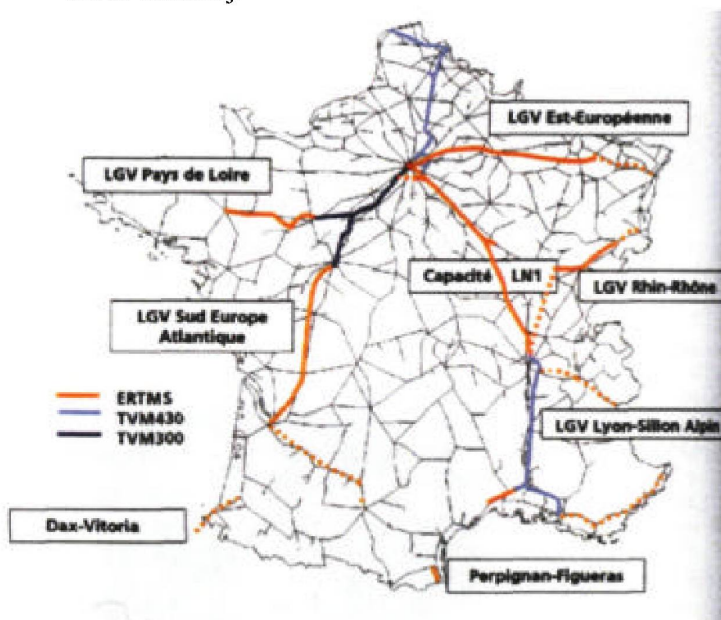 LGV Est-Européenne
LGV Pays de Loire
Capacité LN1
LGV Rhin-Rhône
LGV Sud Europe
Atlantique
ERTMS
TVM430
TVM300
LGV Lyon-Sillon Alpin
Dax-Vitoria
Perpignan-Figueras